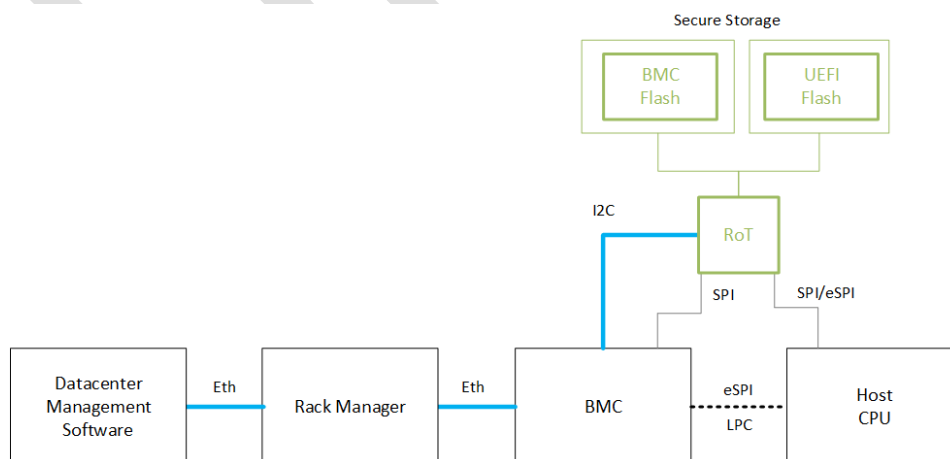 Secure Storage
BMC
Flash
UEFI
Flash
I2C
RoT
SPI
SPI/eSPI
Datacenter
Management
Software
Eth
Rack Manager
Eth
BMC
eSPI
LPC
Host
CPU